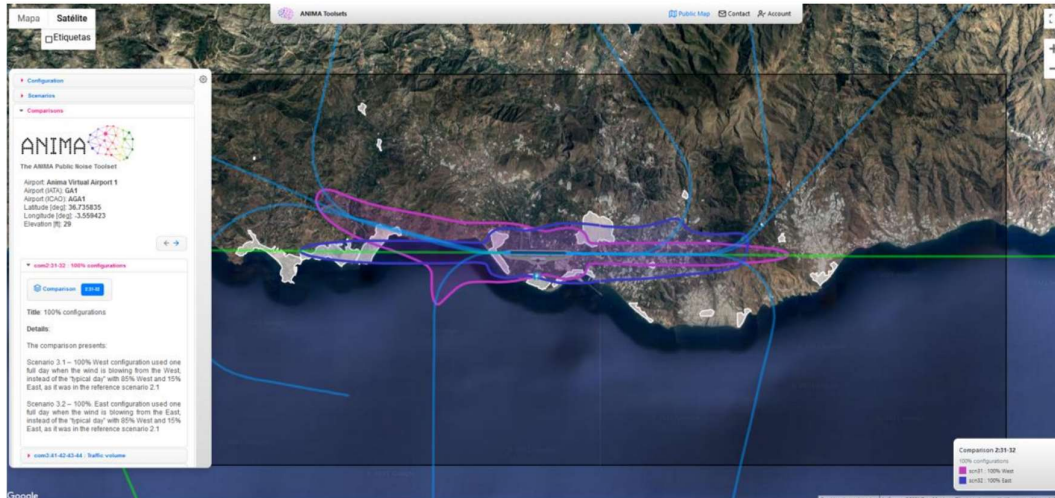 Mapa Satélite
Etiquetas
ANIMA Toolsets
Public Map Contact Account
Configuration
Scenarios
Comparisons
ANIMA
The ANIMA Public Noise Toolset
Airport: Anima Virtual Airport 1
Airport (IATA): GA1
Airport (ICAO): AGA1
Latitude [deg]: 36.735835
Longitude [deg]: -3.559423
Elevation [ft]: 29
com2:31-32 : 100% configurations
Comparison 2:31-32
Title: 100% configurations
Details:
The comparison presents:
Scenario 3.1 – 100% West configuration used one
full day when the wind is blowing from the West,
instead of the "typical day" with 85% West and 15%
East, as it was in the reference scenario 2.1
Scenario 3.2 – 100% East configuration used one
full day when the wind is blowing from the East,
instead of the "typical day" with 85% West and 15%
East, as it was in the reference scenario 2.1
com3:41-42-43-44 : Traffic volume
Google
Comparison 2:31-32
100% configurations
scn31 : 100% West
scn32 : 100% East